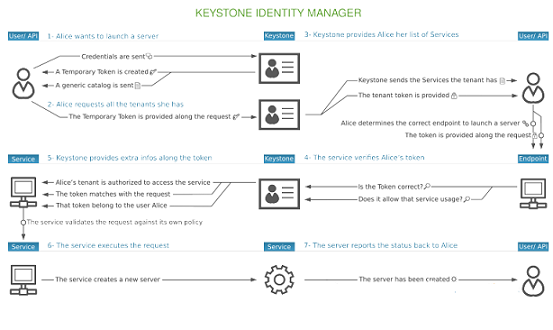 KEYSTONE IDENTITY MANAGER
User/ API
1- Alice wants to launch a server
Keystone
3- Keystone provides Alice her list of Services
User/ API
Credentials are sent
A Temporary Token is created
A generic catalog is sent
2- Alice requests all the tenants she has
The Temporary Token is provided along the request
Keystone sends the Services the tenant has
The tenant token is provided
Alice determines the correct endpoint to launch a server
The token is provided along the request
Service
5- Keystone provides extra infos along the token
Keystone
4- The service verifies Alice's token
Endpoint
Alice's tenant is authorized to access the service
The token matches with the request
That token belong to the user Alice
Is the Token correct?
Does it allow that service usage?
The service validates the request against its own policy
Service
6- The service executes the request
Service
7- The server reports the status back to Alice
User/ API
The service creates a new server
The server has been created